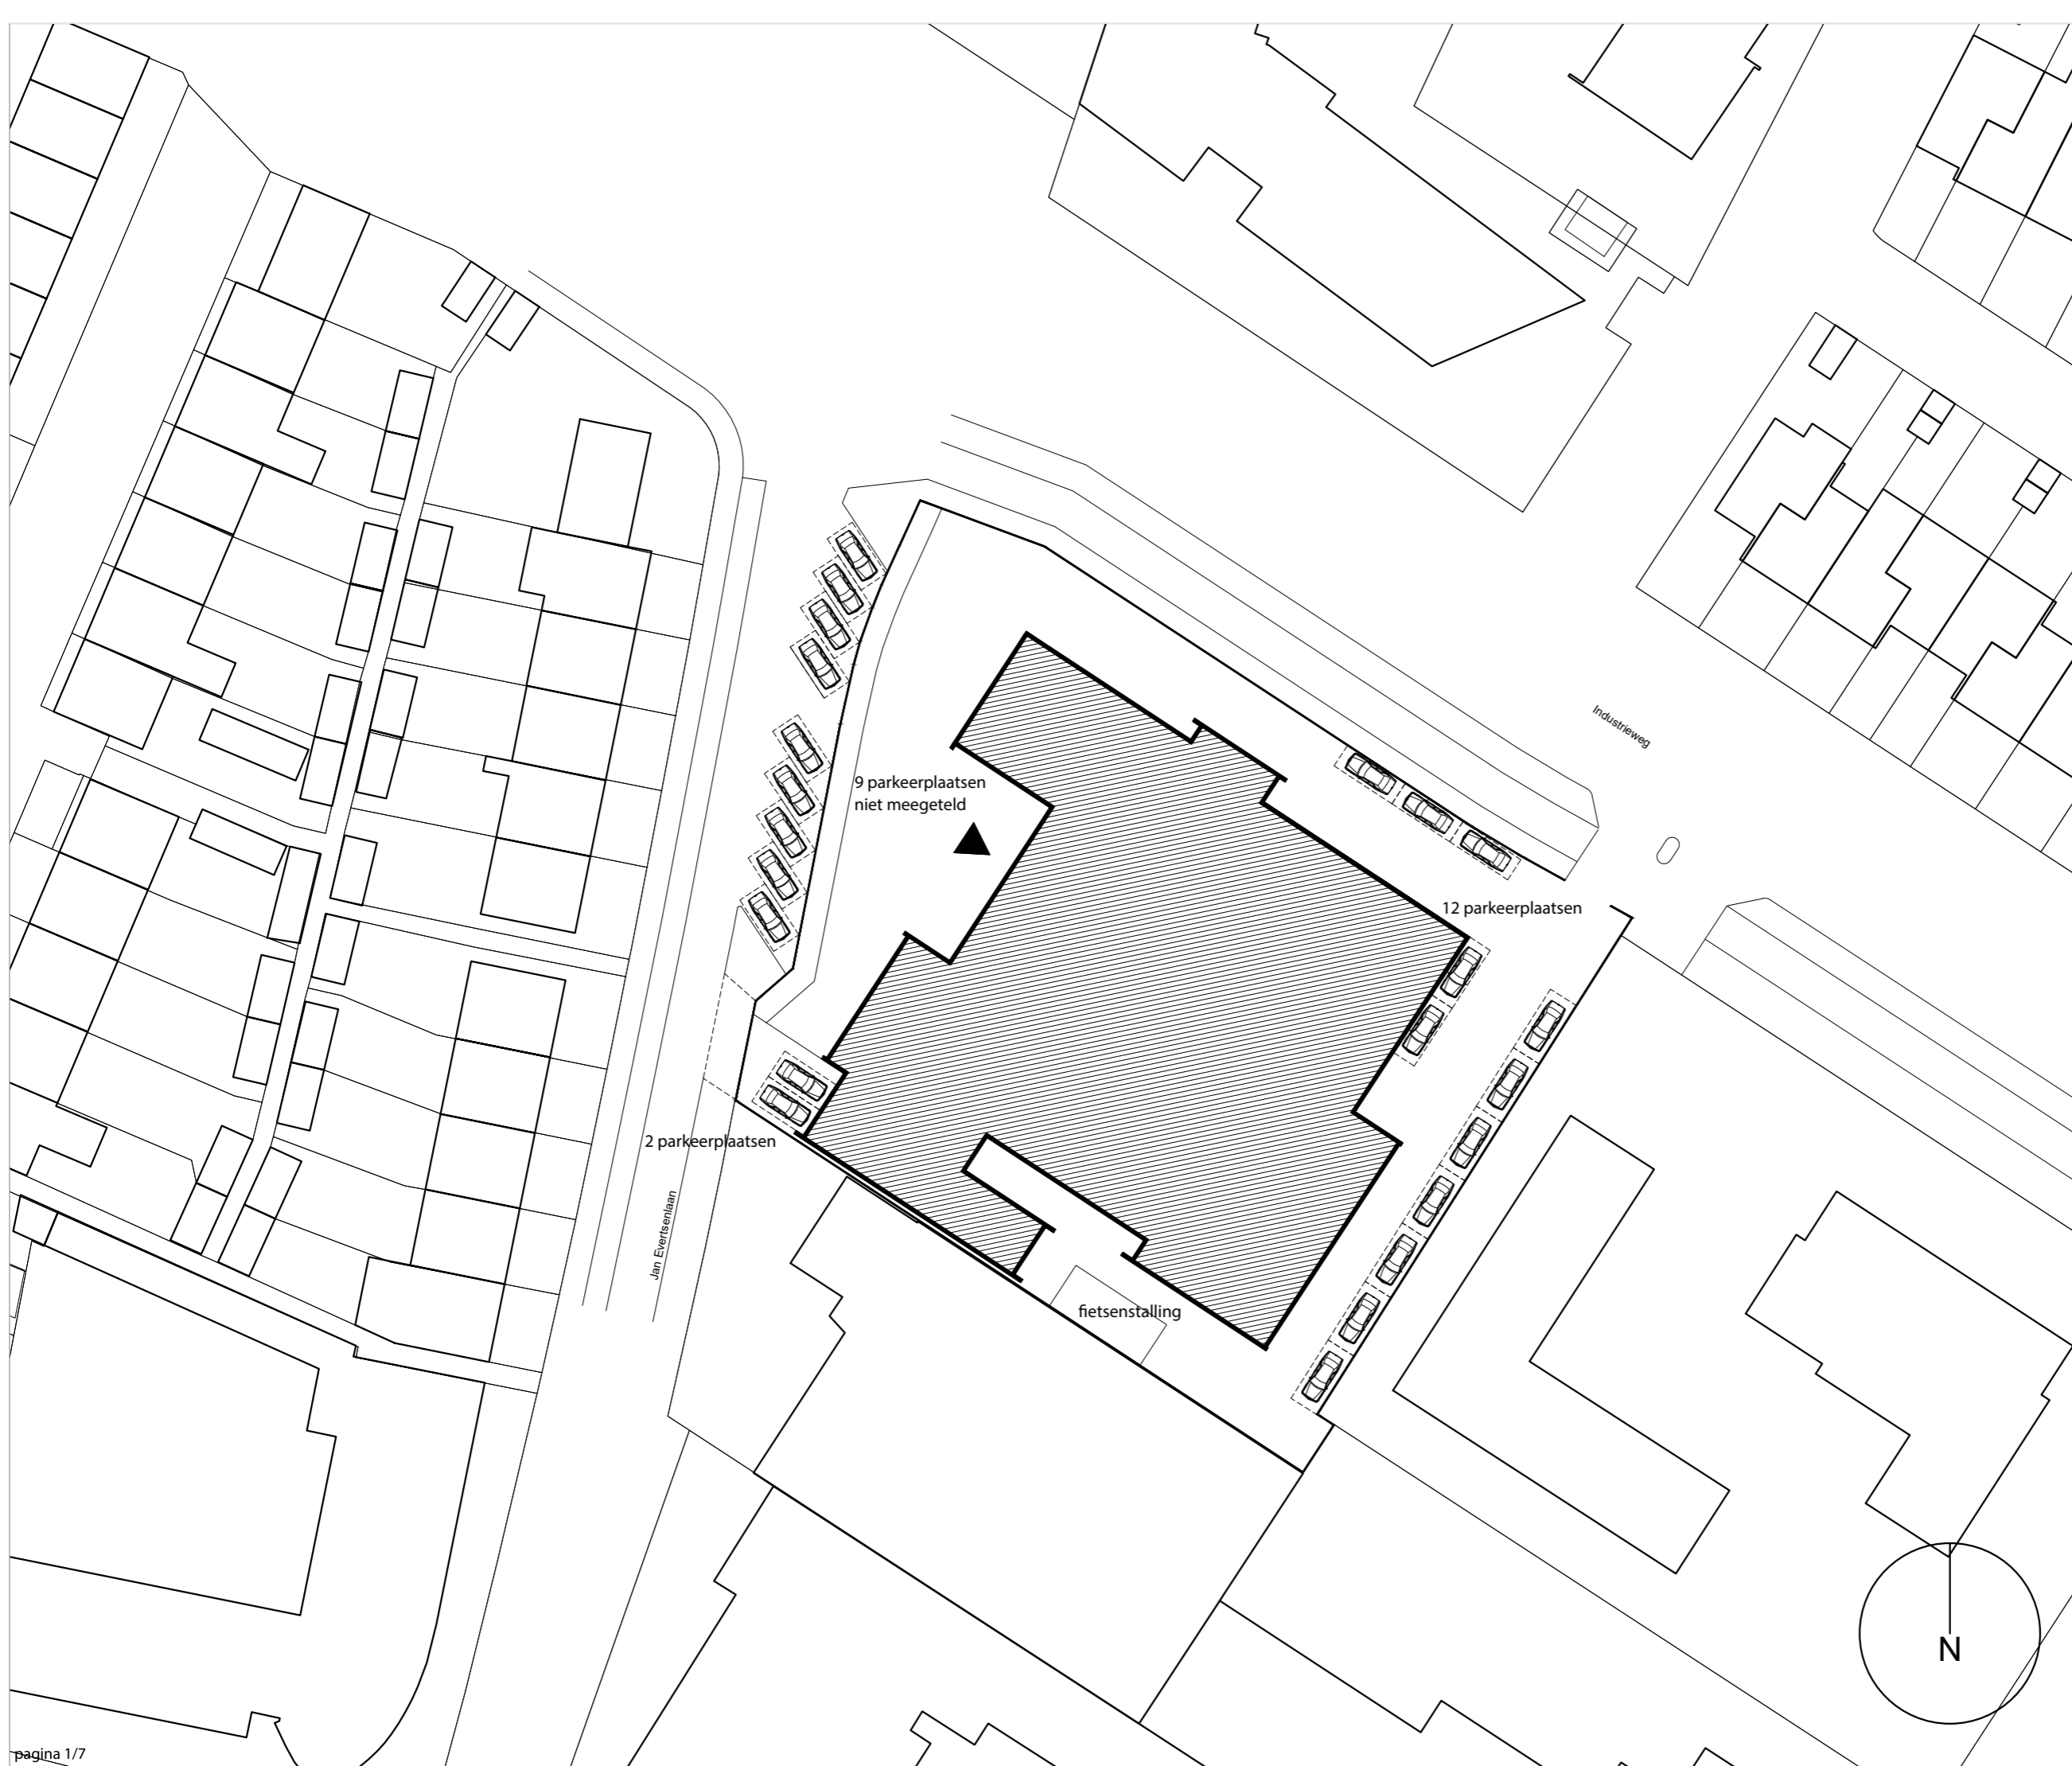 Industrieweg
9 parkeerplaatsen
niet meegeteld
12 parkeerplaatsen
2 parkeerplaatsen
Jan Evertsenlaan
fietsenstalling
N
pagina 1/7